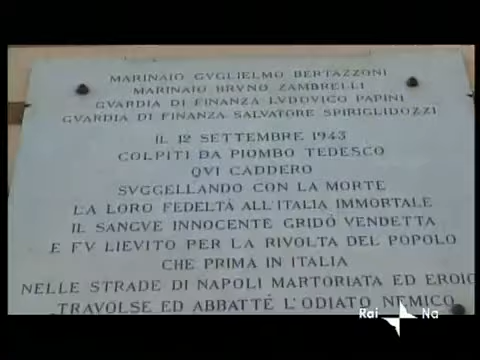 MARINAIO GVGLIELMO BERTAZZONI
MARINAIO BRVNO ZAMBRELLI
GVARDIA DI FINANZA LVDOVICO PAPINI
GVARDIA DI FINANZA SALVATORE SPIRIGLIDOZZI
IL 12 SETTEMBRE 1943
COLPITI DA PIOMBO TEDESCO
QVI CADDERO
SVGGELLANDO CON LA MORTE
LA LORO FEDELTÀ ALL'ITALIA IMMORTALE
IL SANGVE INNOCENTE GRIDÒ VENDETTA
E FV LIEVITO PER LA RIVOLTA DEL POPOLO
CHE PRIMA IN ITALIA
NELLE STRADE DI NAPOLI MARTORIATA ED EROIC
TRAVOLSE ED ABBATTÉ L'ODIATO NEMICO
Rai Na